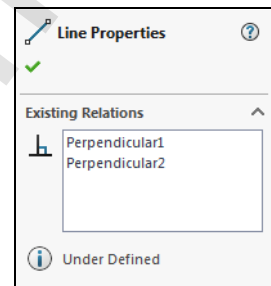 Line Properties
Existing Relations
Perpendicular1
Perpendicular2
Under Defined